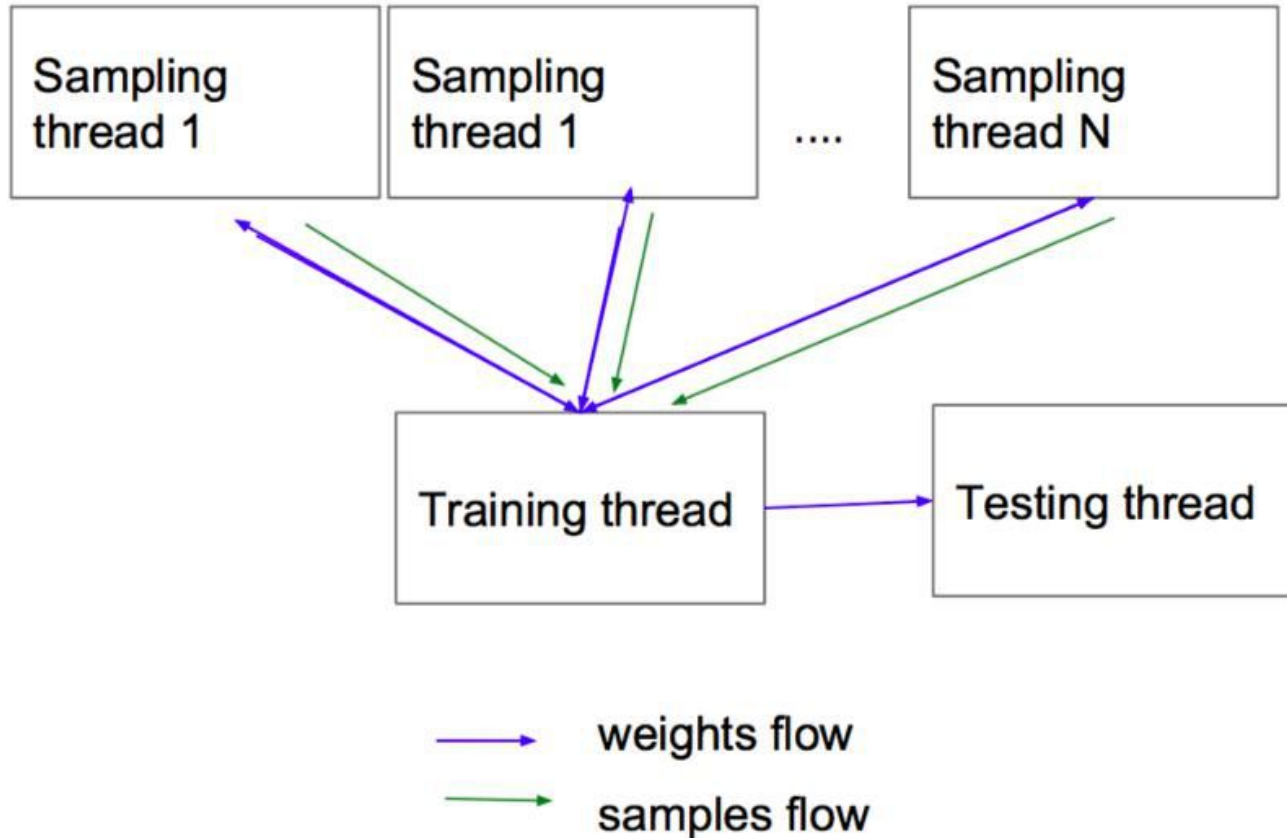 Sampling
thread 1
Sampling
thread 1
....
Sampling
thread N
Training thread
Testing thread
weights flow
samples flow